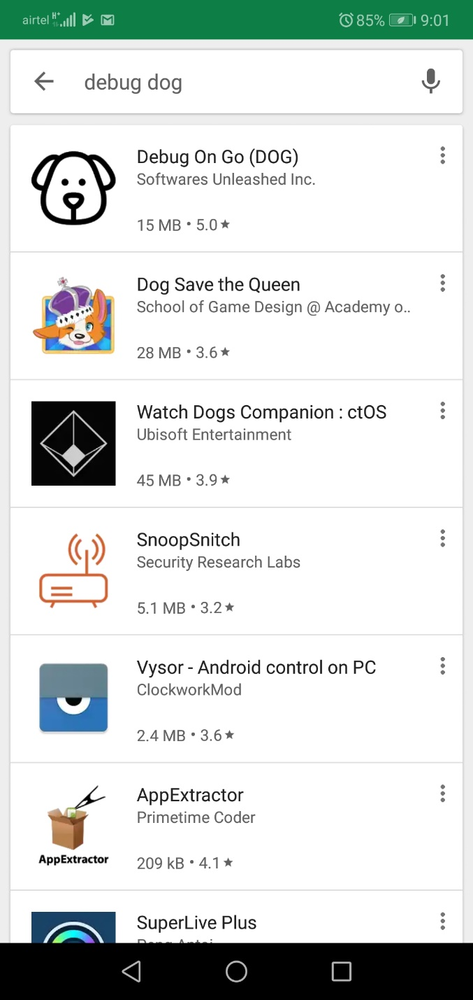 airtel H+ 85% 9:01
debug dog
Debug On Go (DOG)
Softwares Unleashed Inc.
15 MB • 5.0★
Dog Save the Queen
School of Game Design @ Academy o..
28 MB • 3.6★
Watch Dogs Companion : ctOS
Ubisoft Entertainment
45 MB • 3.9★
SnoopSnitch
Security Research Labs
5.1 MB • 3.2★
Vysor - Android control on PC
ClockworkMod
2.4 MB • 3.6★
AppExtractor
Primetime Coder
AppExtractor
209 kB • 4.1★
SuperLive Plus